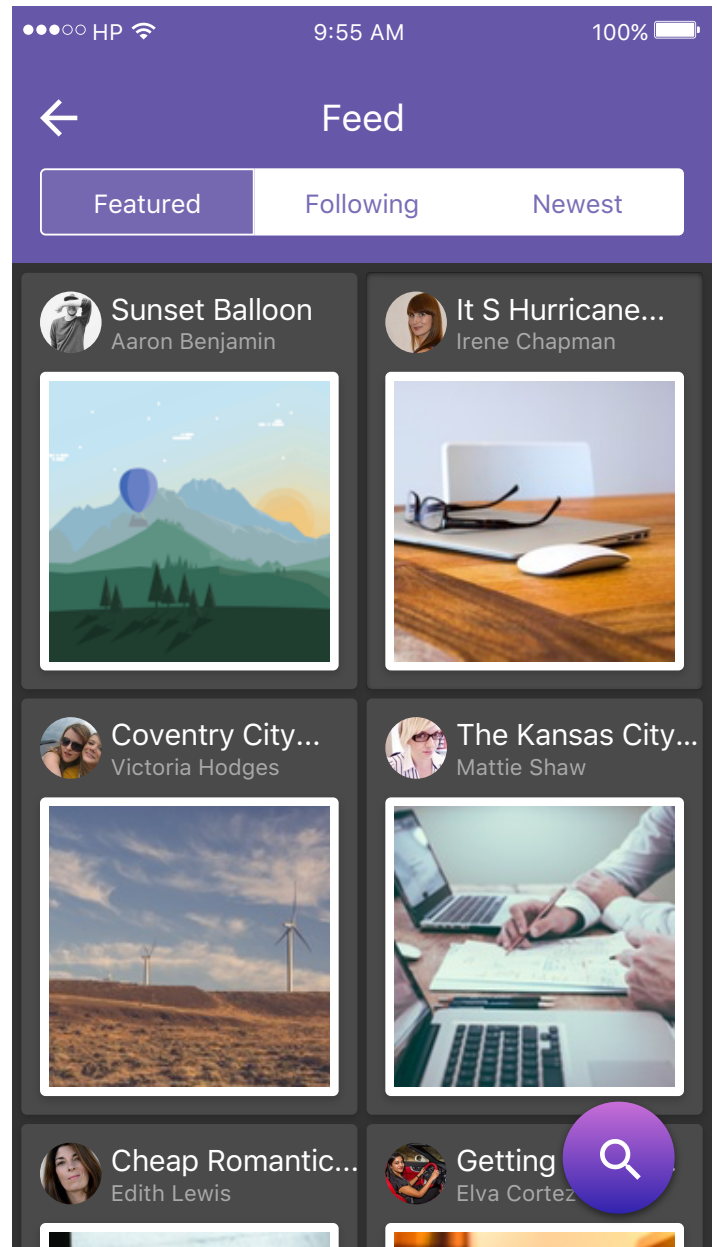 HP 9:55 AM 100%
Feed
Featured Following Newest
Sunset Balloon
Aaron Benjamin
It S Hurricane...
Irene Chapman
Coventry City...
Victoria Hodges
The Kansas City...
Mattie Shaw
Cheap Romantic...
Edith Lewis
Getting
Elva Cortez